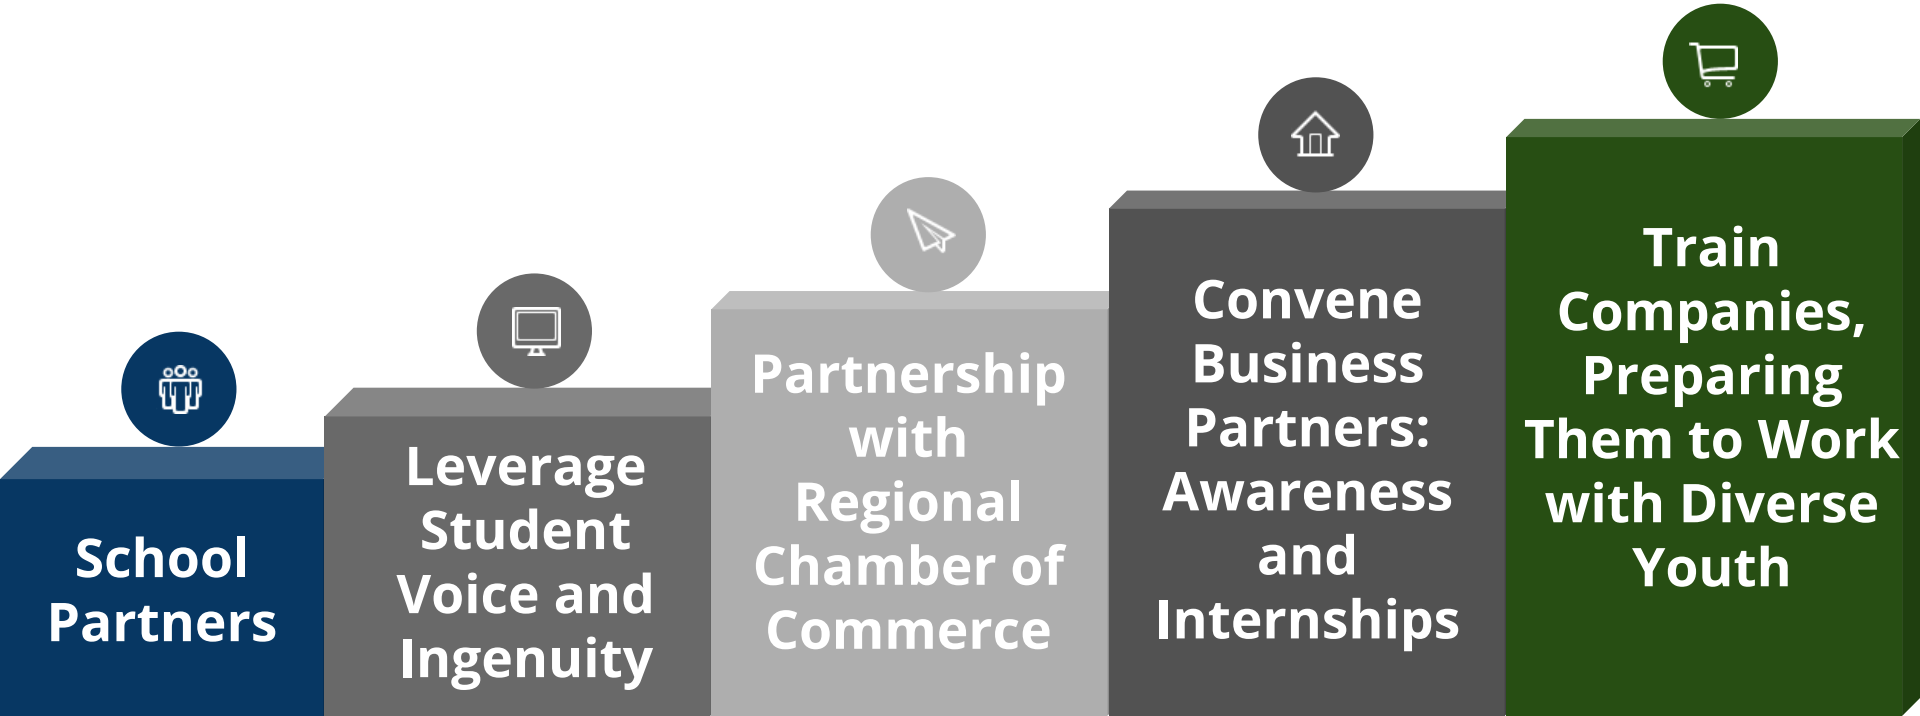 School
Partners
Leverage
Student
Voice and
Ingenuity
Partnership
with
Regional
Chamber of
Commerce
Convene
Business
Partners:
Awareness
and
Internships
Train
Companies,
Preparing
Them to Work
with Diverse
Youth